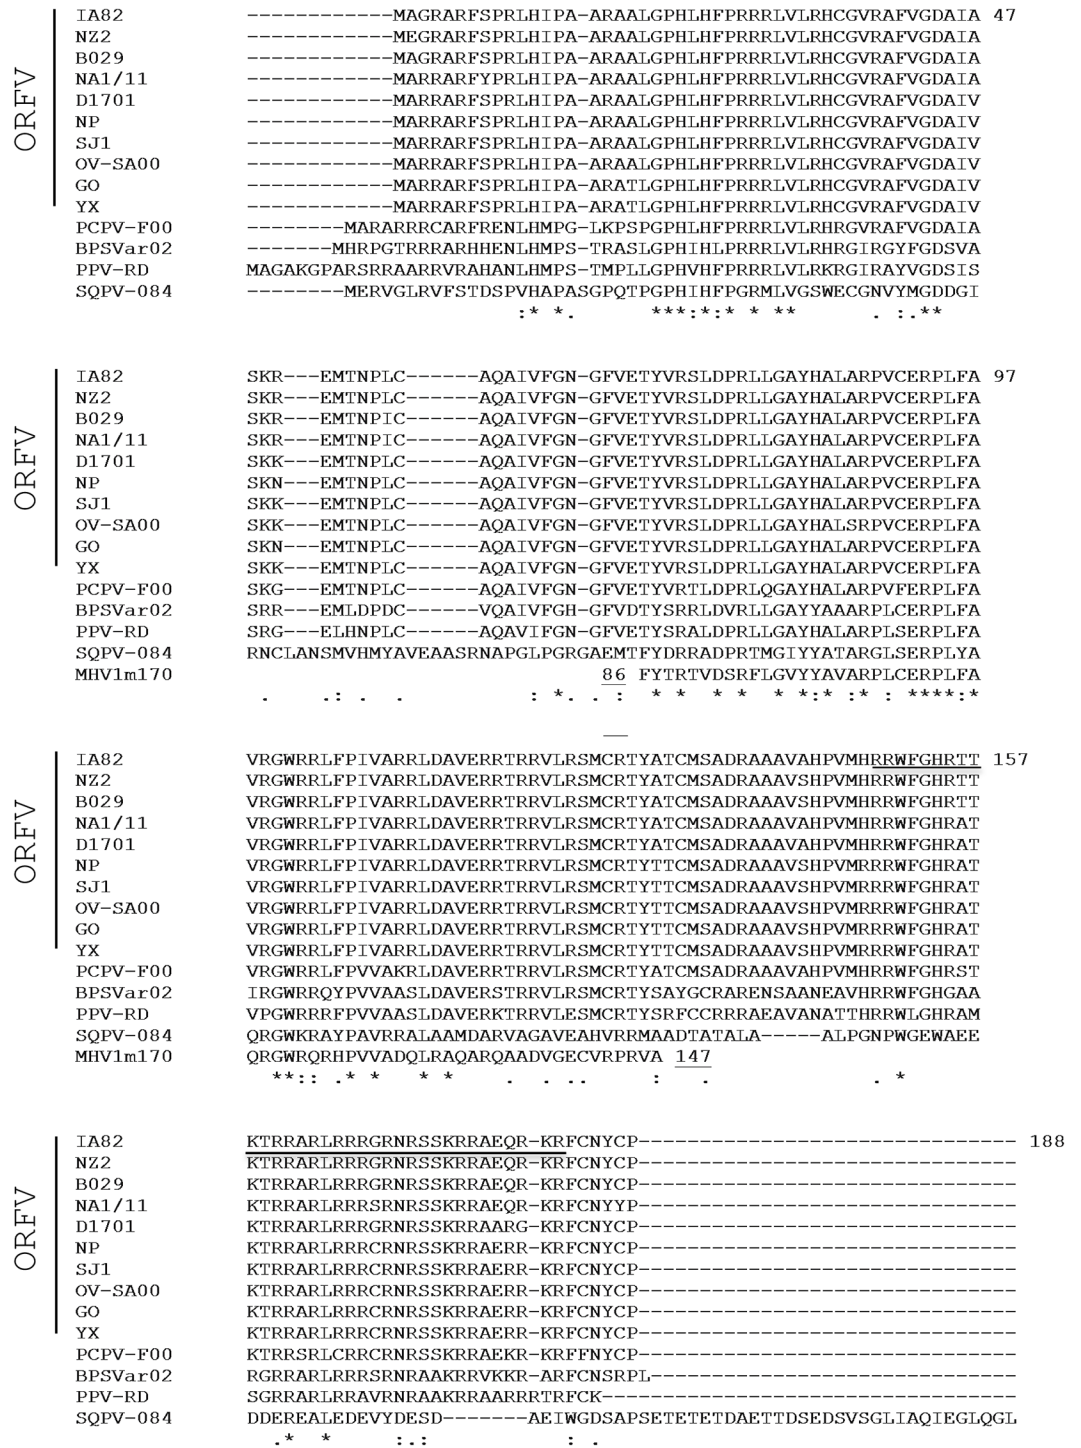 ORFV
IA82 ------------MAGRARFSPRLHIPA-ARAALGPHLHFPRRRLVLRHCGVRAFVGDAIA 47
NZ2 ------------MEGRARFSPRLHIPA-ARAALGPHLHFPRRRLVLRHCGVRAFVGDAIA
B029 ------------MAGRARFSPRLHIPA-ARAALGPHLHFPRRRLVLRHCGVRAFVGDAIA
NA1/11 ------------MARRARFYPRLHIPA-ARAALGPHLHFPRRRLVLRHCGVRAFVGDAIA
D1701 ------------MARRARFSPRLHIPA-ARAALGPHLHFPRRRLVLRHCGVRAFVGDAIV
NP ------------MARRARFSPRLHIPA-ARAALGPHLHFPRRRLVLRHCGVRAFVGDAIV
SJ1 ------------MARRARFSPRLHIPA-ARAALGPHLHFPRRRLVLRHCGVRAFVGDAIV
OV-SA00 ------------MARRARFSPRLHIPA-ARAALGPHLHFPRRRLVLRHCGVRAFVGDAIV
GO ------------MARRARFSPRLHIPA-ARATLGPHLHFPRRRLVLRHCGVRAFVGDAIV
YX ------------MARRARFSPRLHIPA-ARATLGPHLHFPRRRLVLRHCGVRAFVGDAIV
PCPV-F00 --------MARARRRCARFRENLHMPG-LKPSPGPHLHFPRRRLVLRHRGVRAFVGDAIV
BPSVar02 -------MHRPGTRRRARHHENLHMPS-TRASLGPHIHLPRRRLVLRHRGIRGYFGDSVA
PPV-RD MAGAKGPARSRRAARRVRAHANLHMPS-TMPLLGPHVHFPRRRLVLRKRGIRAYVGDSIS
SQPV-084 --------MERVGLRVFSTDSPVHAPASGPQTPGPHIHFPGRMLVGSWECGNVYMGDDGI
:* *. ***:*:* * ** . :.**
ORFV
IA82 SKR---EMTNPLC------AQAIVFGN-GFVETYVRSLDPRLLGAYHALARPVCERPLFA 97
NZ2 SKR---EMTNPLC------AQAIVFGN-GFVETYVRSLDPRLLGAYHALARPVCERPLFA
B029 SKR---EMTNPIC------AQAIVFGN-GFVETYVRSLDPRLLGAYHALARPVCERPLFA
NA1/11 SKR---EMTNPIC------AQAIVFGN-GFVETYVRSLDPRLLGAYHALARPVCERPLFA
D1701 SKK---EMTNPLC------AQAIVFGN-GFVETYVRSLDPRLLGAYHALARPVCERPLFA
NP SKN---EMTNPLC------AQAIVFGN-GFVETYVRSLDPRLLGAYHALARPVCERPLFA
SJ1 SKK---EMTNPLC------AQAIVFGN-GFVETYVRSLDPRLLGAYHALARPVCERPLFA
OV-SA00 SKK---EMTNPLC------AQAIVFGN-GFVETYVRSLDPRLLGAYHALSRPVCERPLFA
GO SKN---EMTNPLC------AQAIVFGN-GFVETYVRSLDPRLLGAYHALARPVCERPLFA
YX SKK---EMTNPLC------AQAIVFGN-GFVETYVRSLDPRLLGAYHALARPVCERPLFA
PCPV-F00 SKG---EMTNPLC------AQAIVFGN-GFVETYVRTLDPRLQGAYHALARPVFERPLFA
BPSVar02 SRR---EMLDPDC------VQAIVFGH-GFVDTYSRRLDVRLLGAYYAAARPLCERPLFA
PPV-RD SRG---ELHNPLC------AQAVIFGN-GFVETYSRALDPRLLGAYHALARPLSERPLFA
SQPV-084 RNCLANSMVHMYAVEAASRNAPGLPGRGAEMTFYDRRADPRTMGIYYATARGLSERPLYA
MHV1m170 86 FYTRTVDSRFLGVYYAVARPLCERPLFA
. .: . . : *. . : * * * * * *:* :* : ****:*
ORFV
IA82 VRGWRRLFPIVARRLDAVERRTRRVLRSMCRTYATCMSADRAAAVAHPVMHRRWFGHRTT 157
NZ2 VRGWRRLFPIVARRLDAVERRTRRVLRSMCRTYATCMSADRAAAVSHPVMHRRWFGHRTT
B029 VRGWRRLFPIVARRLDAVERRTRRVLRSMCRTYATCMSADRAAAVSHPVMHRRWFGHRTT
NA1/11 VRGWRRLFPIVARRLDAVERRTRRVLRSMCRTYATCMSADRAAAVAHPVMHRRWFGHRAT
D1701 VRGWRRLFPIVARRLDAVERRTRRVLRSMCRTYATCMSADRAAAVAHPVMHRRWFGHRAT
NP VRGWRRLFPIVARRLDAVERRTRRVLRSMCRTYTTCMSADRAAAVSHPVMRRRWFGHRAT
SJ1 VRGWRRLFPIVARRLDAVERRTRRVLRSMCRTYTTCMSADRAAAVSHPVMRRRWFGHRAT
OV-SA00 VRGWRRLFPIVARRLDAVERRTRRVLRSMCRTYTTCMSADRAAAVSHPVMRRRWFGHRAT
GO VRGWRRLFPIVARRLDAVERRTRRVLRSMCRTYTTCMSADRAAAVSHPVMRRRWFGHRAT
YX VRGWRRLFPIVARRLDAVERRTRRVLRSMCRTYTTCMSADRAAAVSHPVMRRRWFGHRAT
PCPV-F00 VRGWRRLFPVVAKRLDAVERRTRRVLRSMCRTYATCMSADRAAAVAHPVMHRRWFGHRST
BPSVar02 IRGWRRQYPVVAASLDAVERSTRRVLRSMCRTYSAYGCRARENSAANEAVHRRWFGHGAA
PPV-RD VPGWRRLFPVVAASLDAVERKTRRVLESMCRTYSRFCCRRRAEAVANATTHRRWLGHRAM
SQPV-084 QRGWKRAYPAVRRALAAMDARVAGAVEAHVRRMAADTATALA-----ALPGNPWGEWAEE
MHV1m170 QRGWRQRHPVVADQLRAQARQAADVGECVRPRVA 147
**:: .* * * * . . .. : . . *
ORFV
IA82 KTRRARLRRRGRNRSSKRRAEQR-KRFCNYCP------------------------------- 188
NZ2 KTRRARLRRRGRNRSSKRRAEQR-KRFCNYCP-------------------------------
B029 KTRRARLRRRGRNRSSKRRAEQR-KRFCNYCP-------------------------------
NA1/11 KTRRARLRRRSRNRSSKRRAEQR-KRFCNYYP-------------------------------
D1701 KTRRARLRRRGRNRSSKRRAARG-KRFCNYCP-------------------------------
NP KTRRARLRRRCRNRSSKRRAERR-KRFCNYCP-------------------------------
SJ1 KTRRARLRRRCRNRSSKRRAERR-KRFCNYCP-------------------------------
OV-SA00 KTRRARLRRRCRNRSSKRRAERR-KRFCNYCP-------------------------------
GO KTRRARLRRRCRNRSSKRRAERR-KRFCNYCP-------------------------------
YX KTRRARLRRRCRNRSSKRRAERR-KRFCNYCP-------------------------------
PCPV-F00 KTRRSRLCRRCRNRSSKRRAEKR-KRFFNYCP-------------------------------
BPSVar02 RGRRARLRRRSRNRAAKRRVKKR-ARFCNSRPL------------------------------
PPV-RD SGRRARLRRRAVRNRAAKRRAARRRTRFCK----------------------------------
SQPV-084 DDEREALEDEVYDESD-------AEIWGDSAPSETETETDAETTDSEDSVSGLIAQIEGLQGL
.* * :.: : .